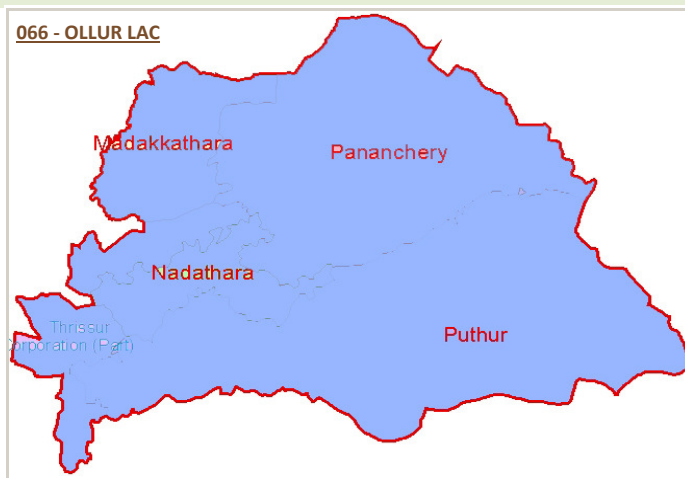 066 - OLLUR LAC
Madakkathara
Pananchery
Nadathara
Thrissur
Corporation (Part)
Puthur